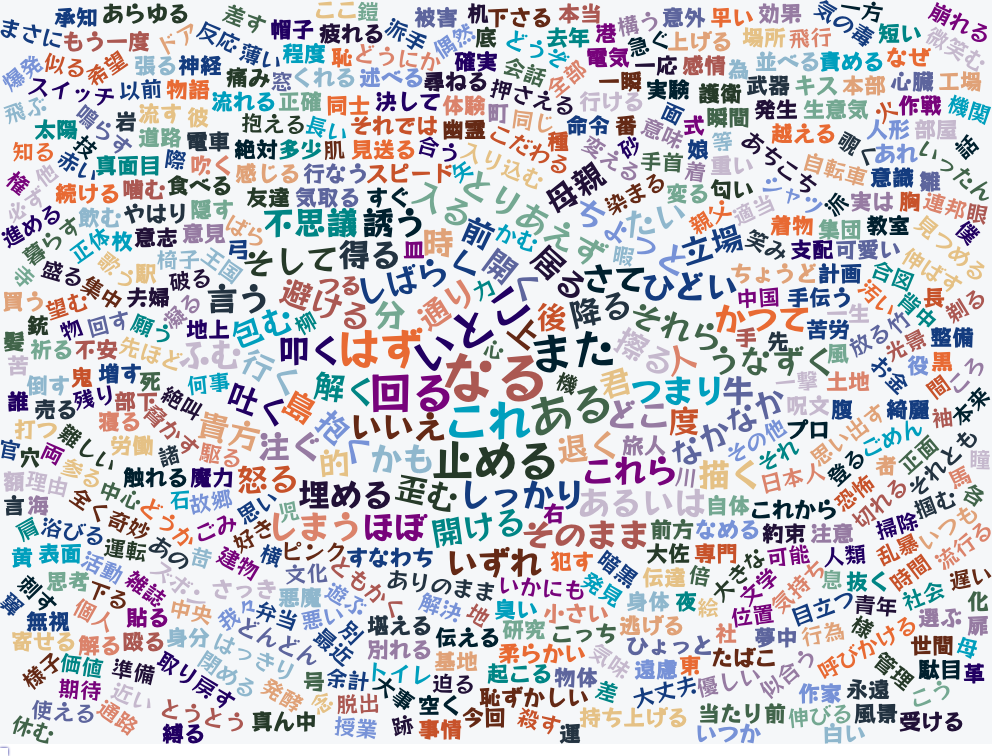 承知 あらゆる 差す ここ 鎧 被害 机 下さる 本当 意外 早い 効果 気の毒 一方 崩れる
まさに もう一度 ドア 反応 帽子 疲れる 派手 偶然 底 どうぞ 去年 港 構う 急ぐ 上げる 場所 飛行 短い 微笑む
爆発 似る 希望 張る 神経 薄い 程度 恥 どうにか 確実 会話 全部 電気 一応 感情 為 並べる 責める なぜ
スイッチ 以前 物語 痛み 窓 くれる 述べる 尋ねる 押さえる 一瞬 実験 護衛 武器 キス 本部 心臓 工場
飛ぶ 鳴らす 岩 流す 彼 流れる 正確 同士 決して 体験 町 同じ 行ける 面 瞬間 発生 生意気 火 作戦 機関
太陽 技 道路 電車 抱える 長い それでは 幽霊 こだわる 種 命令 番 意味 式 等 越える 人形 部屋 話
知る 赤い 真面目 際 吹く 絶対 多少 肌 見送る 合う 入り込む 変える 砂 手首 娘 着 重い あちこち 覗く あれ いったん
権 他 続ける 噛む 食べる 感じる 行なう スピード 矢 とりあえず 母親 染まる 変る 匂い シャツ 自転車 意識 雛
必ず 進める 飲む やはり 隠す 友達 気取る すぐ 入る ちょっと たい 親父 適当 歩 実は 胸 連邦 眼
暮らす 正体 枚 意志 意見 ばら 不思議 誘う 時 前 かむ 暇 立場 笑み 着物 集団 教室 見つめる 僕
寺 歌う 駅 椅子 王国 弓 そして 得る 皿 しばらく 開く 居る さて ひどい 支配 可愛い 伸ばす
盛る 集中 夫婦 破る 言う 避ける つる 通り 力 とこ 降る ちょうど 計画 合図 汚い 背中 長 剃る
買う 望む 物 回す 願う 凝る 地上 包む 柳 分 いと 上 後 それら かつて 中国 手伝う 一生 竹 放る 光景 整備
髪 銃 祈る 不安 先ほど ふむ 行く 叩く はず 心 また 擦る 人 うなずく 手 先 苦労 風 お金 役 黒
苦 倒す 鬼 増す 死 何事 解く 回る なる 機 君 つまり 牛 一撃 土地 間 ころ
誰 売る 残り 部下 絶叫 吐く 島 抱く いいえ これ ある どこ 度 なかなか 呪文 腹 綺麗 袖 本来
打つ 難しい 寝る 労働 脅かす 貴方 注ぐ 的 かも 止める 退く 旅人 その他 プロ 思い出す ごめん それとも
官 穴 両 参る 諸 駆る 触れる 魔力 怒る 歪む しっかり これら 川 描く それ 日本人 登る 者 正面 馬 瞳
額 理由 中心 石 故郷 思い 埋める 右 あるいは 自体 これから 恐怖 切れる 掴む 杏
言 海 全く 奇妙 どうか ごみ 好き 児 しまう ほぼ 開ける そのまま 前方 なめる 約束 注意 掃除 いつも
肩 浴びる 運転 あの 昔 建物 横 ピンク すなわち いずれ 犯す 暗黒 大佐 専門 可能 人類 乱暴 流行る
黄 表面 活動 ズボン さっき 文化 ともかく ありのまま いかにも 発見 伝達 倍 大きな 文学 気持ち 息 抜く 時間 遅い
刺す 思考 下る 雑誌 悪魔 遊ぶ 解決 地 臭い 小さい 身体 夜 絵 位置 目立つ 青年 社会 化
翼 無視 個人 貼る 中央 我々 弁当 悪い 別 堪える 伝える 研究 こっち 逃げる 社 夢中 行為 様 選ぶ 扉
寄せる 解る 殴る 身分 はっきり どんどん 最近 別れる 柔らかい 気味 ひょっと たばこ 呼びかける 世間 母
様子 価値 準備 取り戻す 閉める 号 余計 トイレ 基地 起こる 物体 遠慮 東 優しい 似合う 管理 駄目 革
期待 近い 発酵 脱出 大事 迫る 空く 恥ずかしい 差 大丈夫 作家 永遠 こう
使える 通路 とうとう 真ん中 授業 跡 事情 今回 殺す 持ち上げる 当たり前 伸びる 風景 受ける
休む 縛る 運 いつか 白い